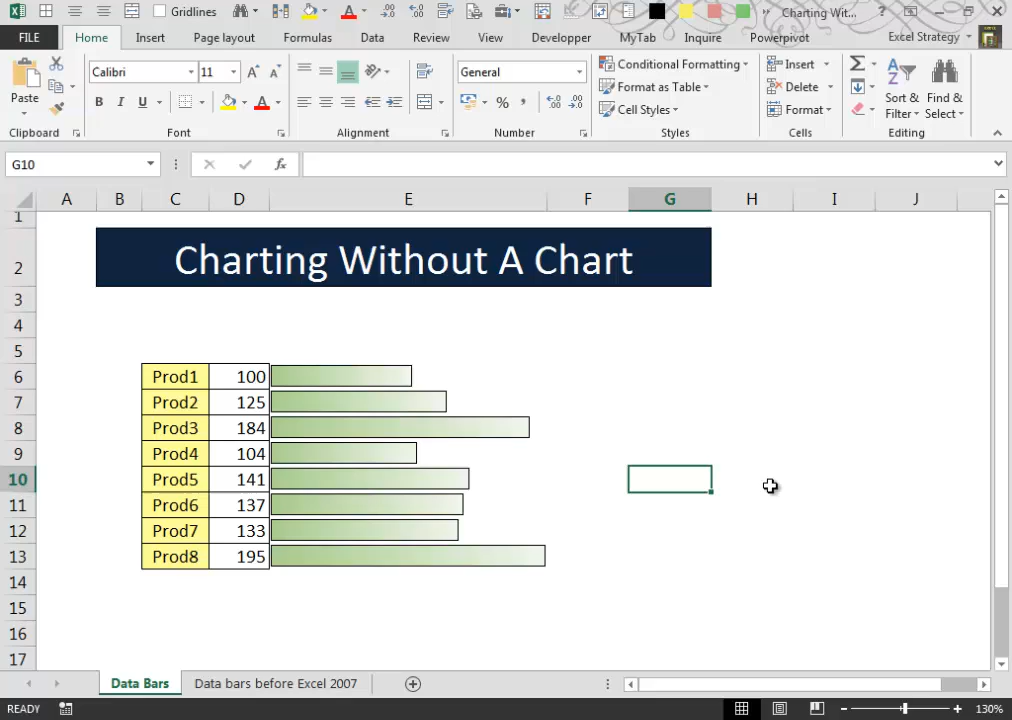 Gridlines
Charting Wit...
FILE
Home
Insert
Page layout
Formulas
Data
Review
View
Developer
MyTab
Inquire
Powerpivot
Excel Strategy
Paste
Calibri
11
B I U
General
Conditional Formatting
Format as Table
Cell Styles
Insert
Delete
Format
Sort &
Filter
Find &
Select
Clipboard
Font
Alignment
Number
Styles
Cells
Editing
G10
fx
A B C D E F G H I J
1
2 Charting Without A Chart
3
4
5
6 Prod1 100
7 Prod2 125
8 Prod3 184
9 Prod4 104
10 Prod5 141
11 Prod6 137
12 Prod7 133
13 Prod8 195
14
15
16
17
Data Bars
Data bars before Excel 2007
READY
130%